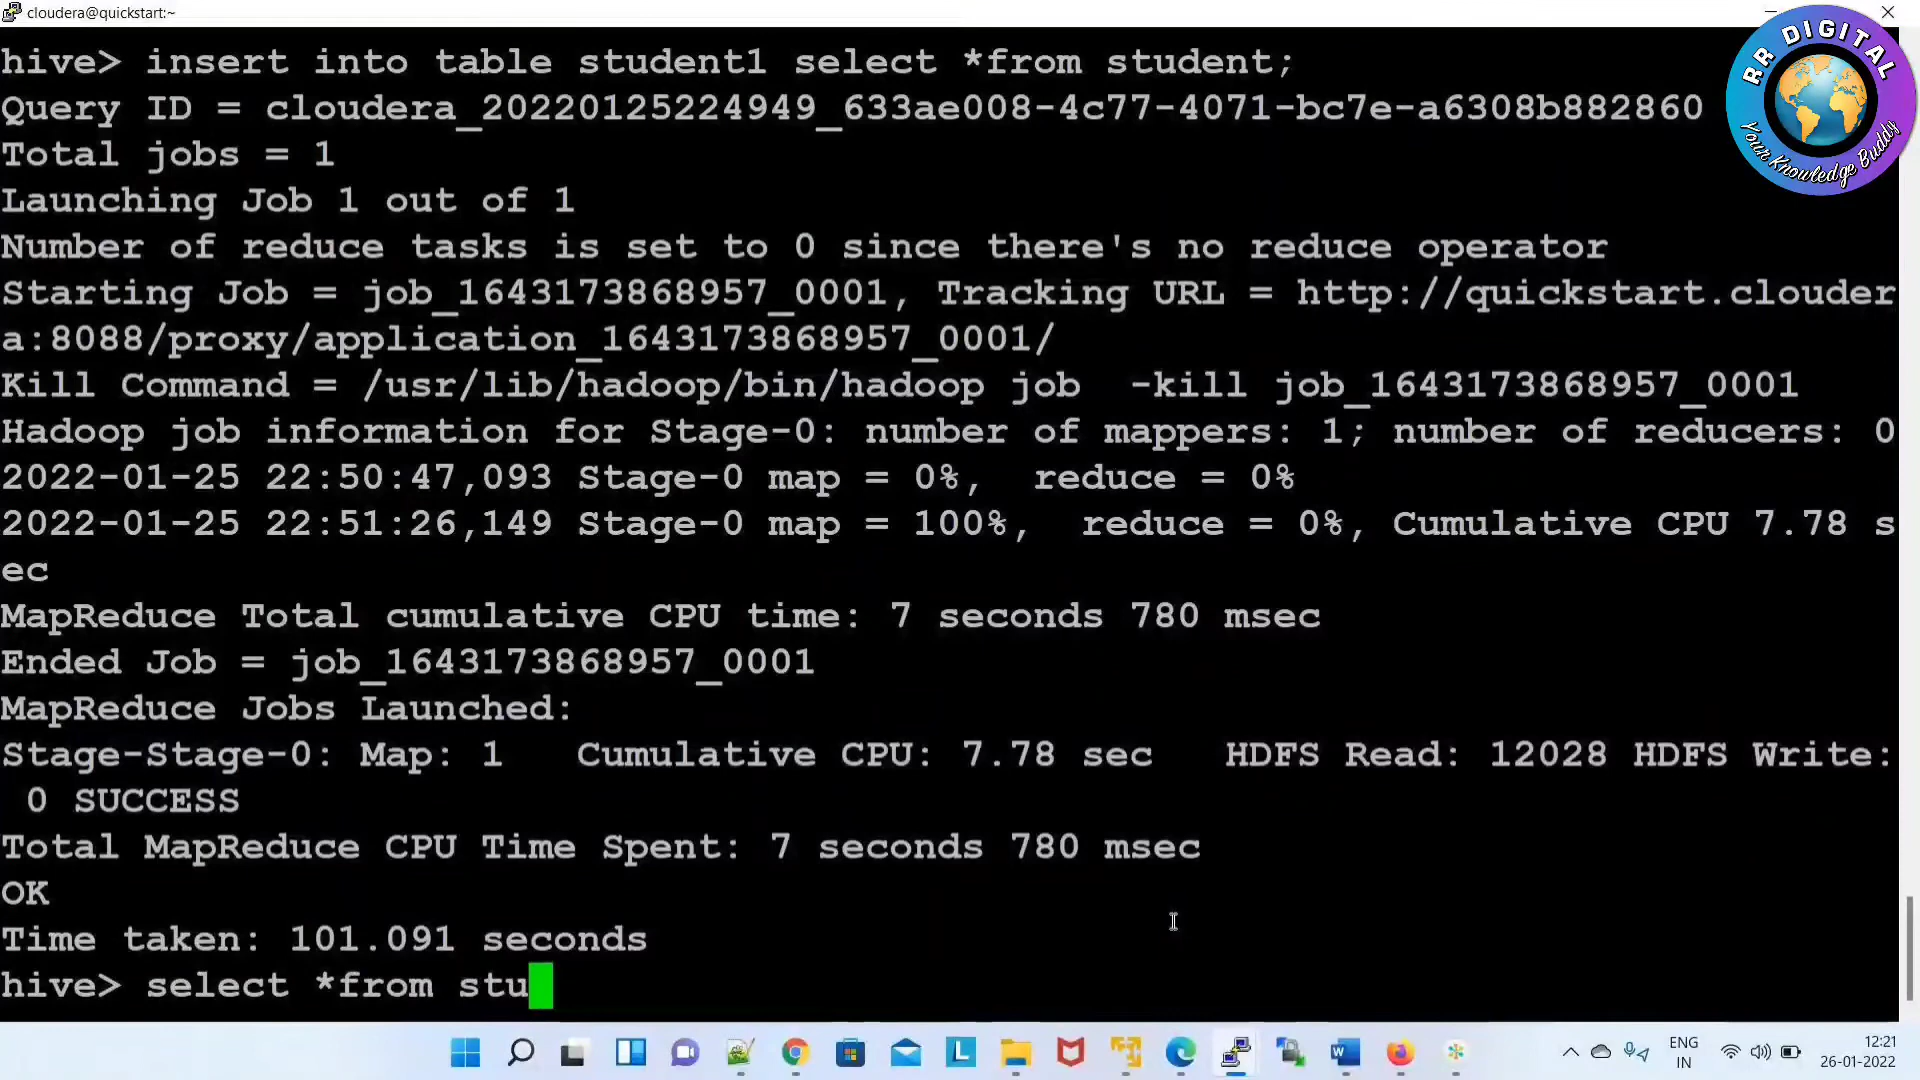 cloudera@quickstart:~
hive> insert into table student1 select *from student;
Query ID = cloudera_20220125224949_633ae008-4c77-4071-bc7e-a6308b882860
Total jobs = 1
Launching Job 1 out of 1
Number of reduce tasks is set to 0 since there's no reduce operator
Starting Job = job_1643173868957_0001, Tracking URL = http://quickstart.clouder
a:8088/proxy/application_1643173868957_0001/
Kill Command = /usr/lib/hadoop/bin/hadoop job  -kill job_1643173868957_0001
Hadoop job information for Stage-0: number of mappers: 1; number of reducers: 0
2022-01-25 22:50:47,093 Stage-0 map = 0%,  reduce = 0%
2022-01-25 22:51:26,149 Stage-0 map = 100%,  reduce = 0%, Cumulative CPU 7.78 s
ec
MapReduce Total cumulative CPU time: 7 seconds 780 msec
Ended Job = job_1643173868957_0001
MapReduce Jobs Launched:
Stage-Stage-0: Map: 1   Cumulative CPU: 7.78 sec   HDFS Read: 12028 HDFS Write:
 0 SUCCESS
Total MapReduce CPU Time Spent: 7 seconds 780 msec
OK
Time taken: 101.091 seconds
hive> select *from stu
RR DIGITAL
Your Knowledge Buddy
L
W
ENG
IN
12:21
26-01-2022